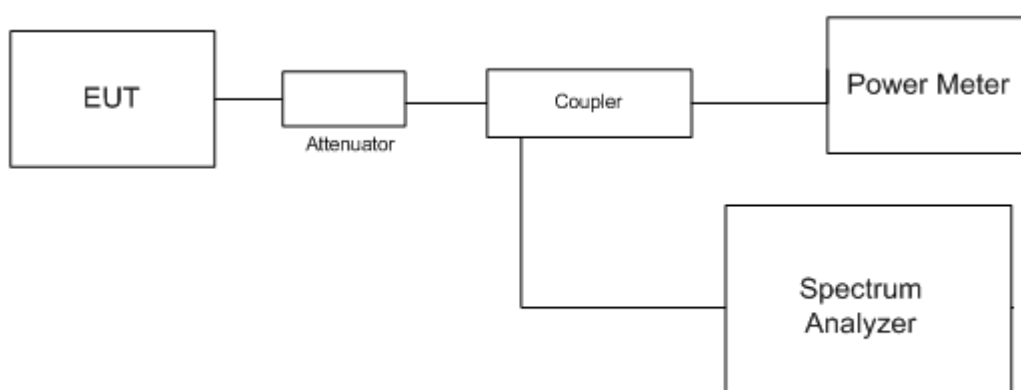 EUT
Attenuator
Coupler
Power Meter
Spectrum
Analyzer